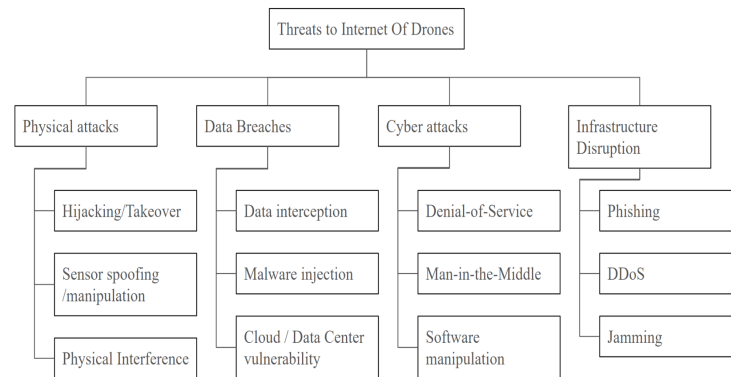 Threats to Internet Of Drones
Physical attacks
Hijacking/Takeover
Sensor spoofing
/manipulation
Physical Interference
Data Breaches
Data interception
Malware injection
Cloud / Data Center
vulnerability
Cyber attacks
Denial-of-Service
Man-in-the-Middle
Software
manipulation
Infrastructure
Disruption
Phishing
DDoS
Jamming